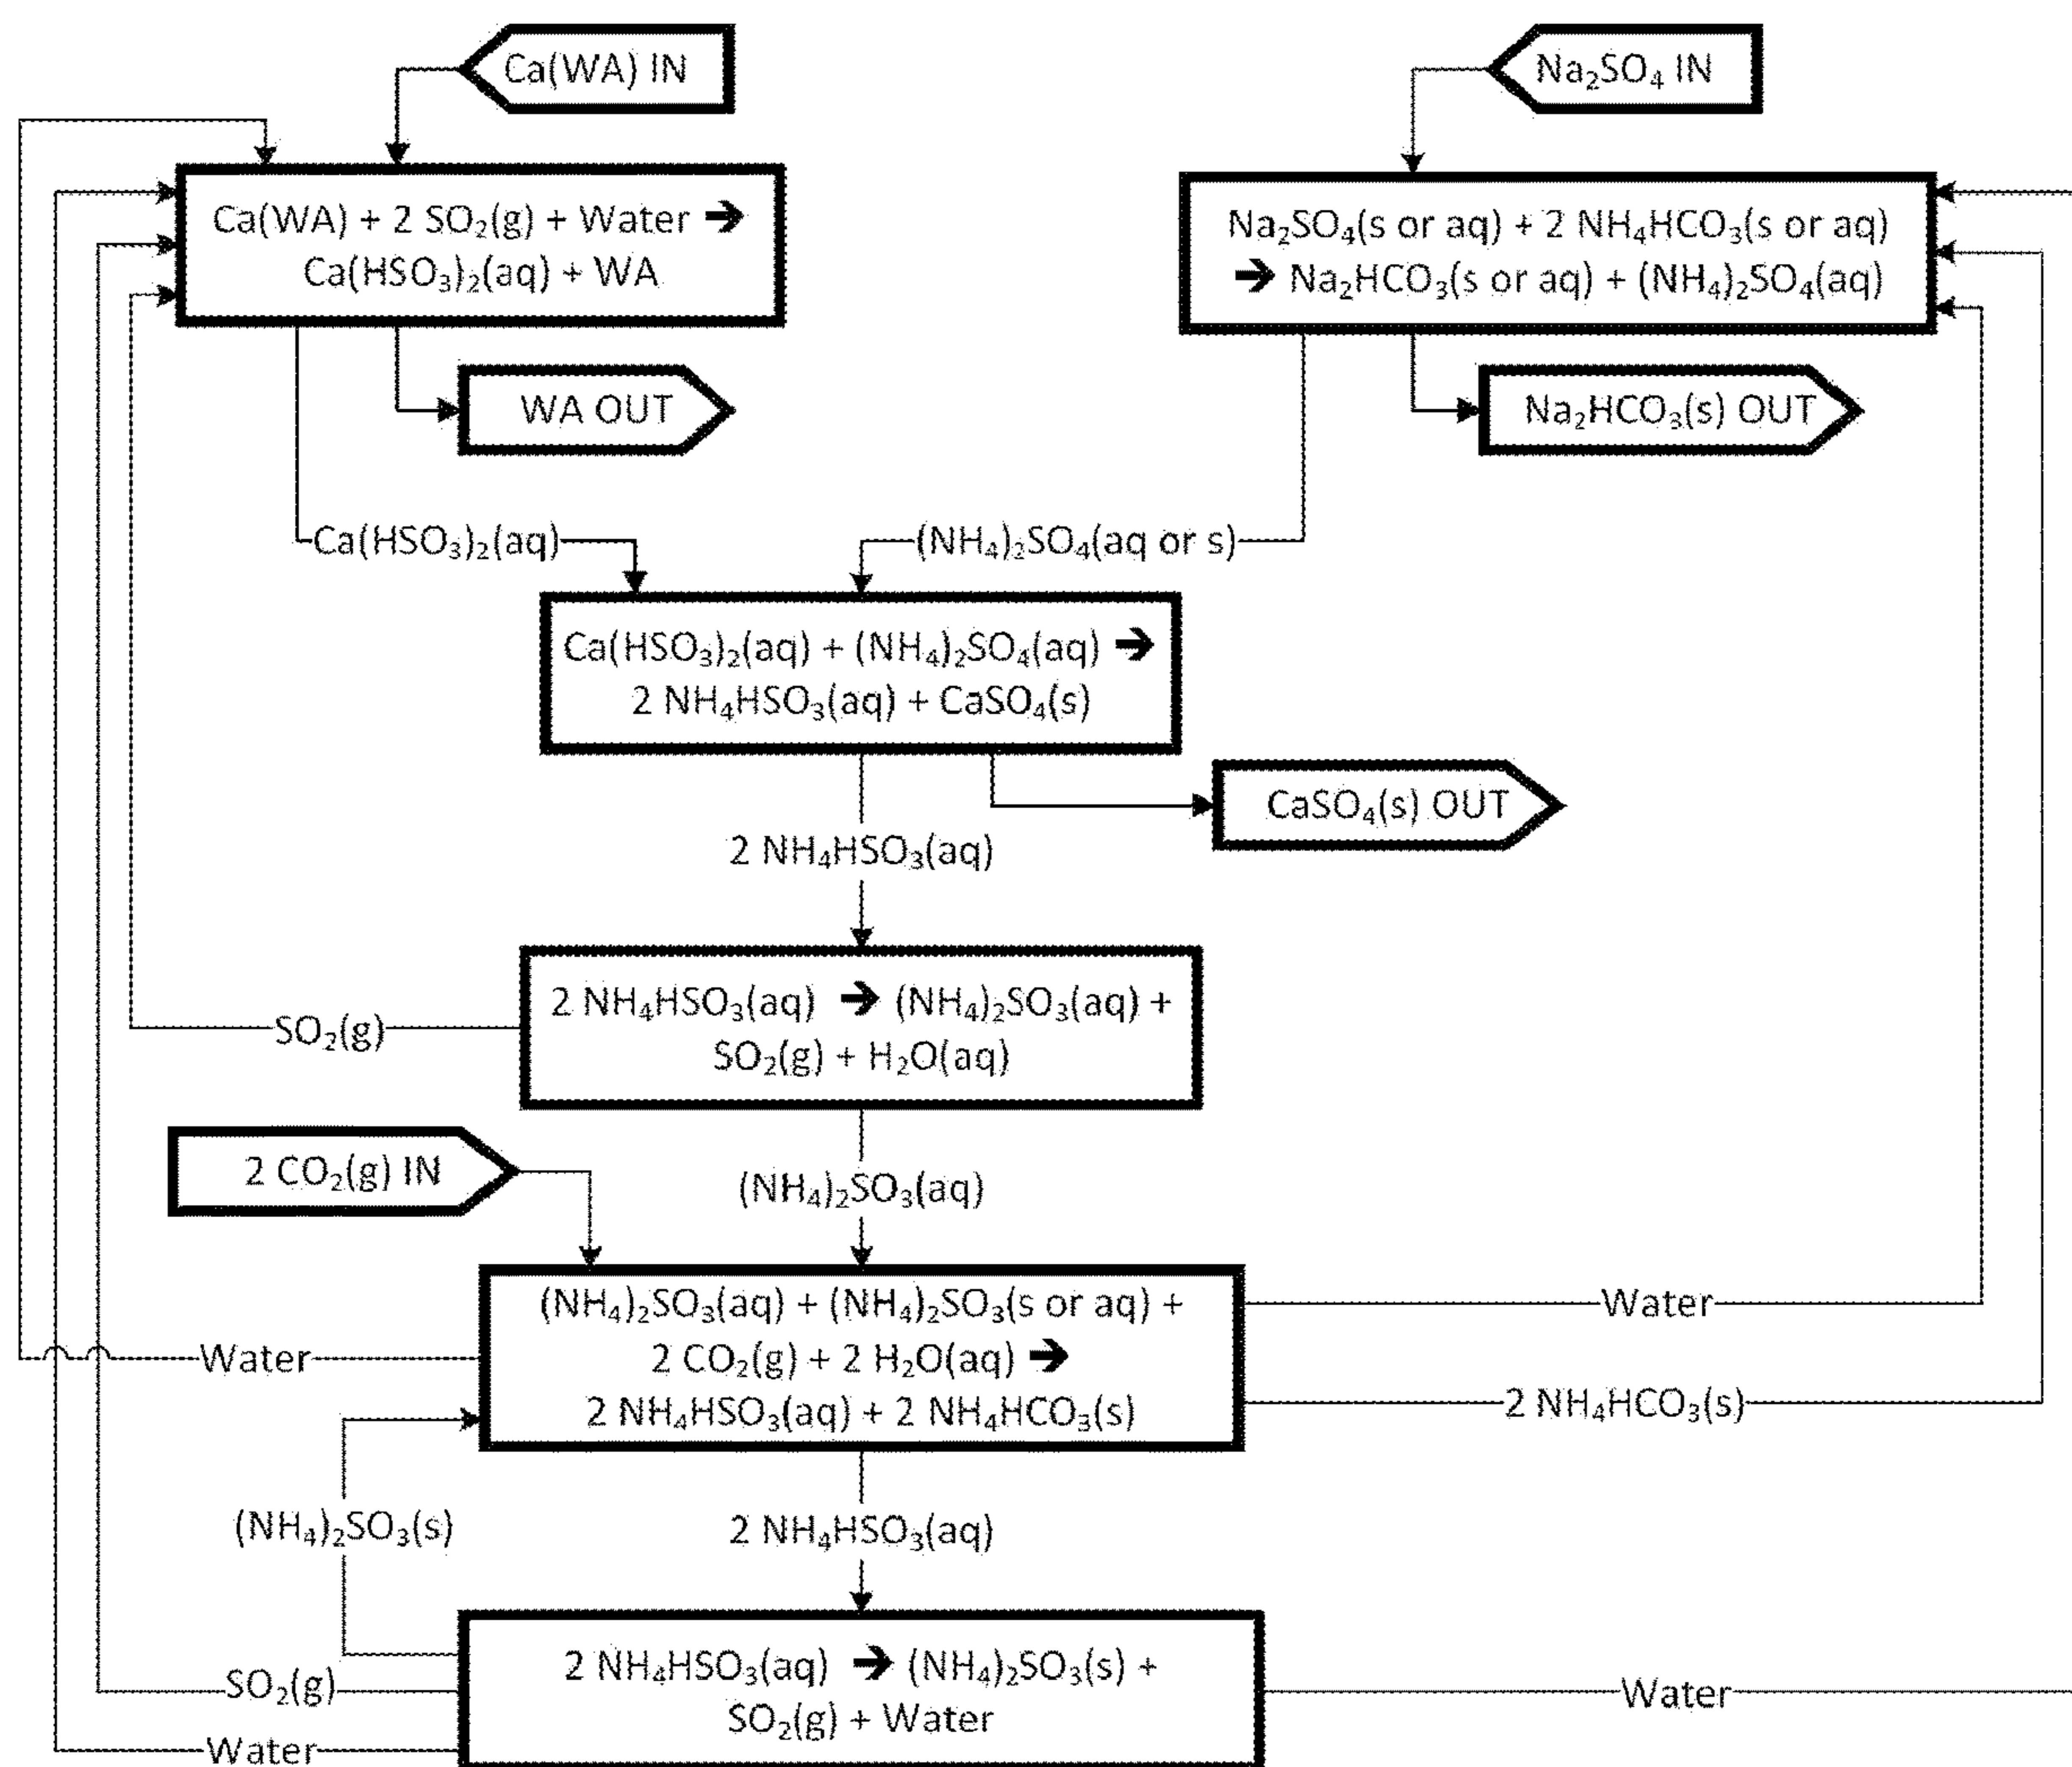 Ca(WA) IN
Na₂SO₄ IN
Ca(WA) + 2 SO₂(g) + Water ➔
Ca(HSO₃)₂(aq) + WA
Na₂SO₄(s or aq) + 2 NH₄HCO₃(s or aq)
➔ Na₂HCO₃(s or aq) + (NH₄)₂SO₄(aq)
WA OUT
Na₂HCO₃(s) OUT
Ca(HSO₃)₂(aq)
(NH₄)₂SO₄(aq or s)
Ca(HSO₃)₂(aq) + (NH₄)₂SO₄(aq) ➔
2 NH₄HSO₃(aq) + CaSO₄(s)
CaSO₄(s) OUT
2 NH₄HSO₃(aq)
2 NH₄HSO₃(aq) ➔ (NH₄)₂SO₃(aq) +
SO₂(g) + H₂O(aq)
SO₂(g)
2 CO₂(g) IN
(NH₄)₂SO₃(aq)
(NH₄)₂SO₃(aq) + (NH₄)₂SO₃(s or aq) +
2 CO₂(g) + 2 H₂O(aq) ➔
2 NH₄HSO₃(aq) + 2 NH₄HCO₃(s)
Water
Water
2 NH₄HCO₃(s)
(NH₄)₂SO₃(s)
2 NH₄HSO₃(aq)
2 NH₄HSO₃(aq) ➔ (NH₄)₂SO₃(s) +
SO₂(g) + Water
SO₂(g)
Water
Water